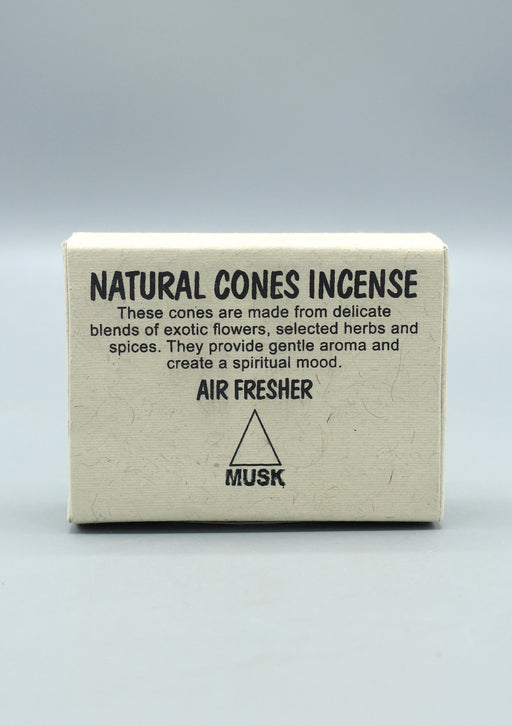 NATURAL CONES INCENSE
These cones are made from delicate
blends of exotic flowers, selected herbs and
spices. They provide gentle aroma and
create a spiritual mood.
AIR FRESHER
MUSK